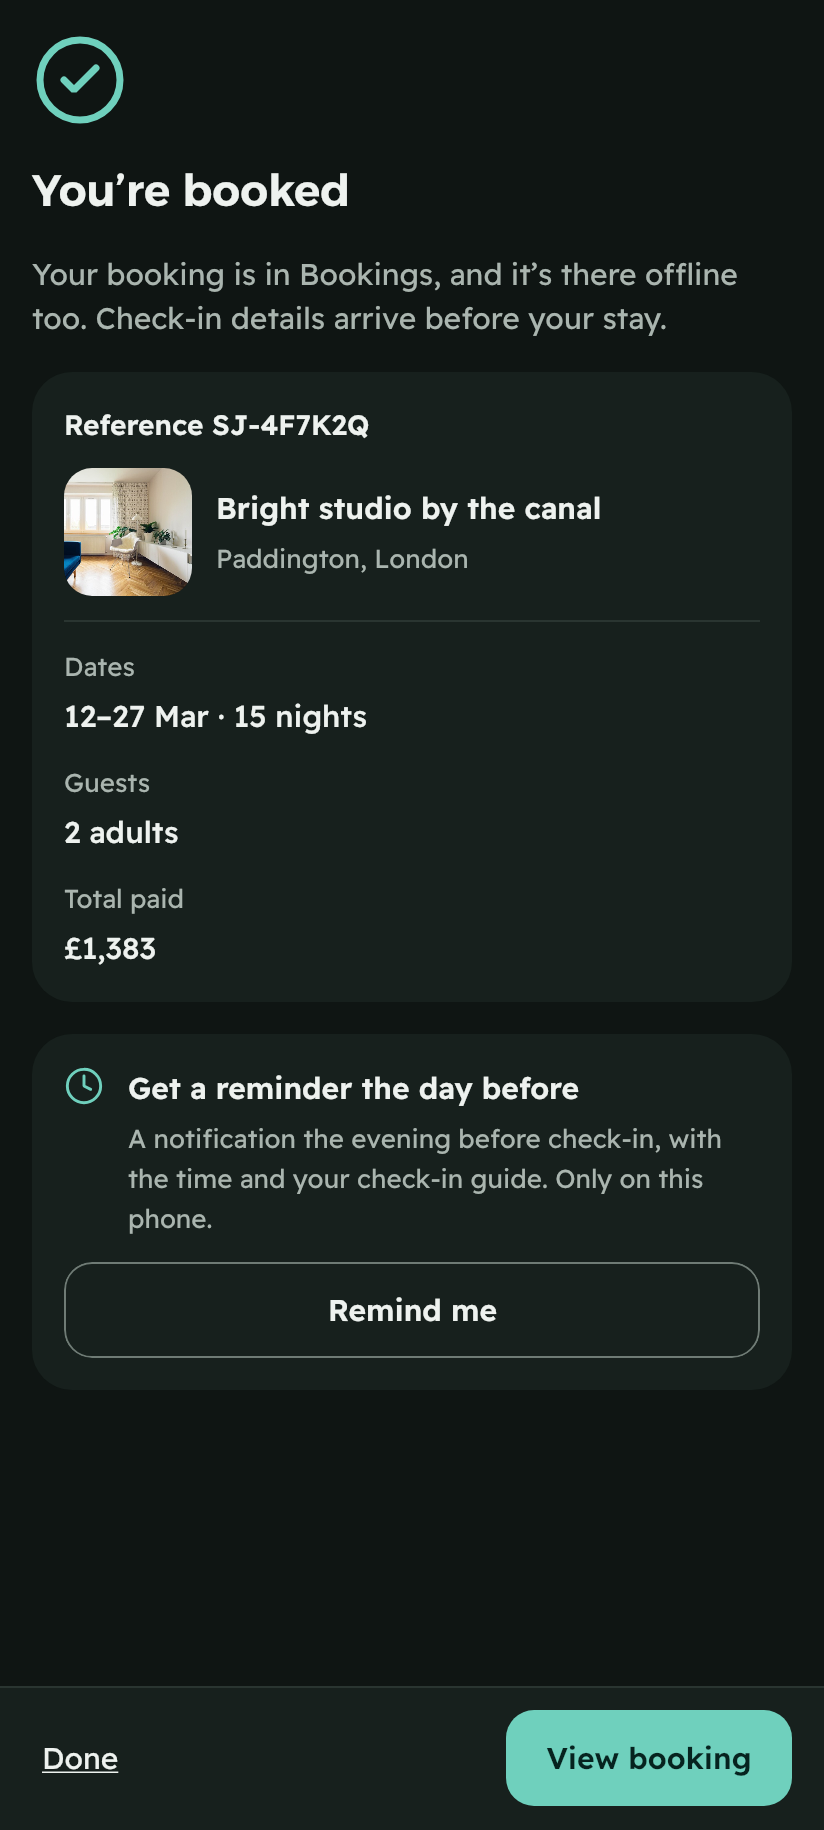 You’re booked
Your booking is in Bookings, and it’s there offline
too. Check-in details arrive before your stay.
Reference SJ-4F7K2Q
Bright studio by the canal
Paddington, London
Dates
12–27 Mar · 15 nights
Guests
2 adults
Total paid
£1,383
Get a reminder the day before
A notification the evening before check-in, with
the time and your check-in guide. Only on this
phone.
Remind me
Done
View booking